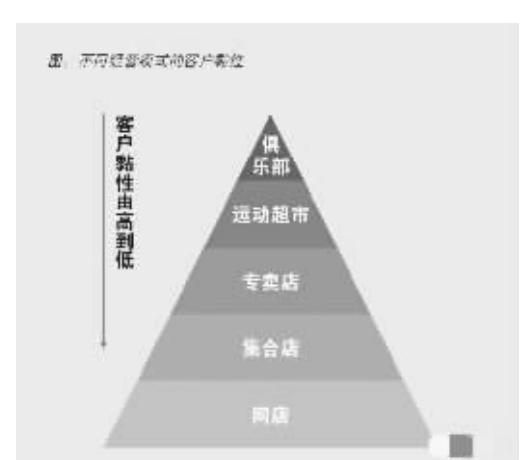 图：不同经营模式的客户黏性
客户黏性由高到低
俱
乐部
运动超市
专卖店
集合店
网店